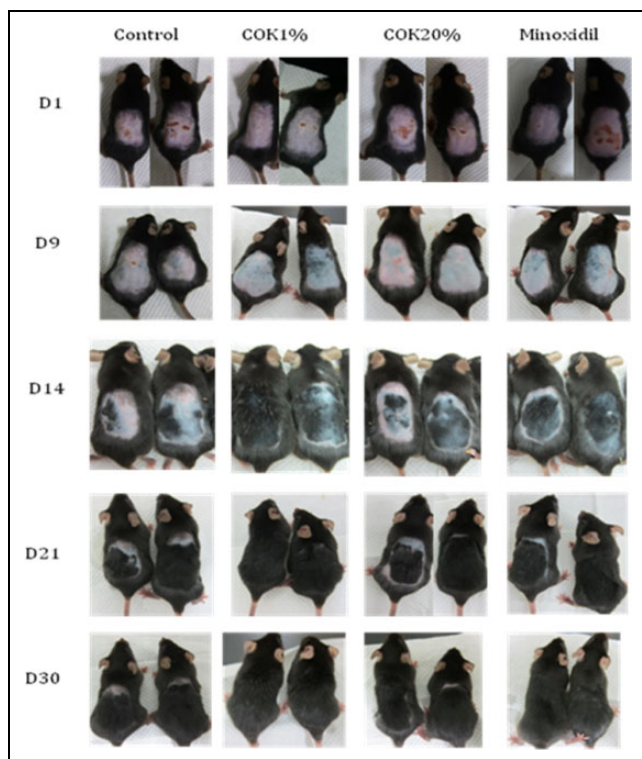 Control COK1% COK20% Minoxidil
D1
D9
D14
D21
D30